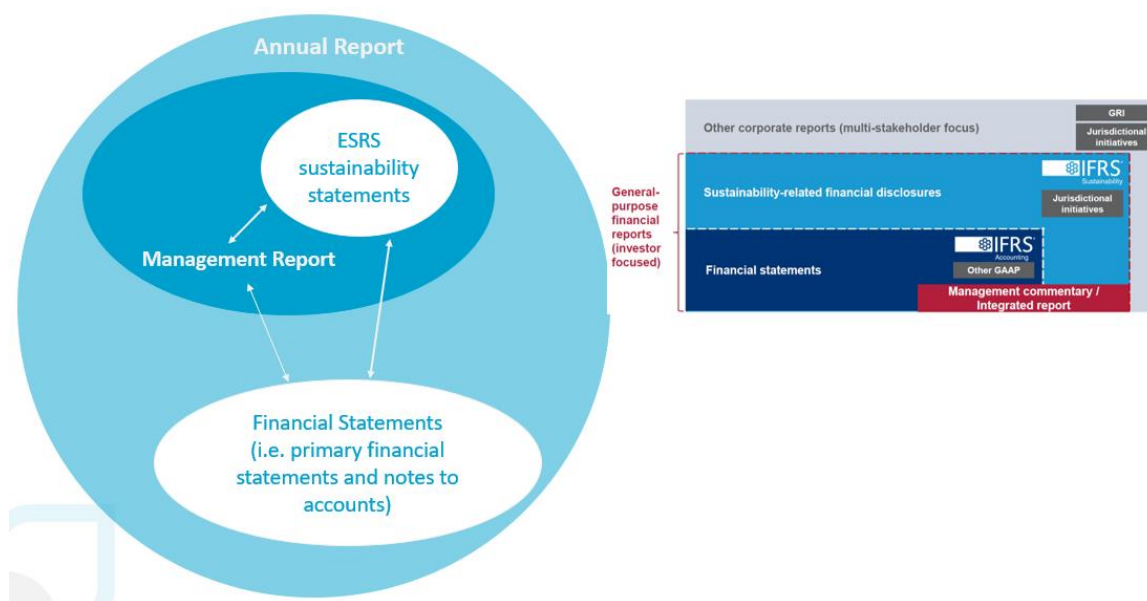 Annual Report
ESRS
sustainability
statements
Management Report
Financial Statements
(i.e. primary financial
statements and notes to
accounts)
General-
purpose
financial
reports
(investor
focused)
Other corporate reports (multi-stakeholder focus)
GRI
Jurisdictional
initiatives
Sustainability-related financial disclosures
IFRS
Sustainability
Jurisdictional
initiatives
Financial statements
IFRS
Accounting
Other GAAP
Management commentary /
Integrated report